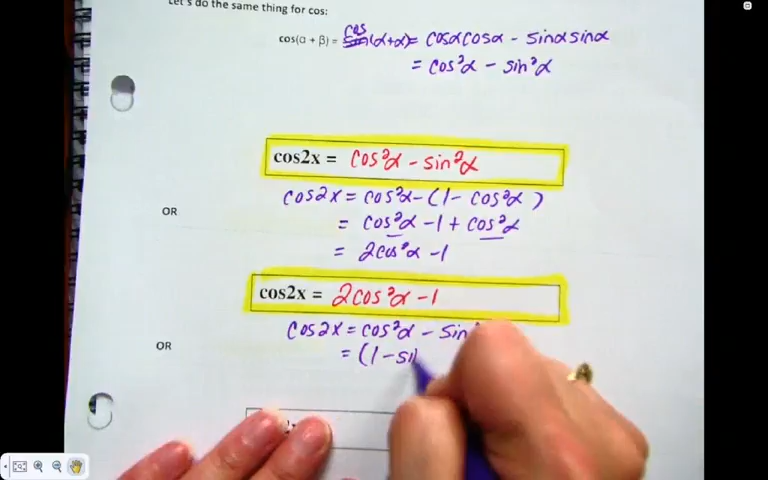 Let's do the same thing for cos:
cos(α + β) = cos(α+α)= cosαcosα - sinαsinα
= cos²α - sin²α
cos2x = cos²α - sin²α
cos2x = cos²α-(1- cos²α)
OR
= cos²α -1 + cos²α
= 2cos²α -1
cos2x = 2cos²α -1
cos2x = cos²α - sin
OR
= (1-si